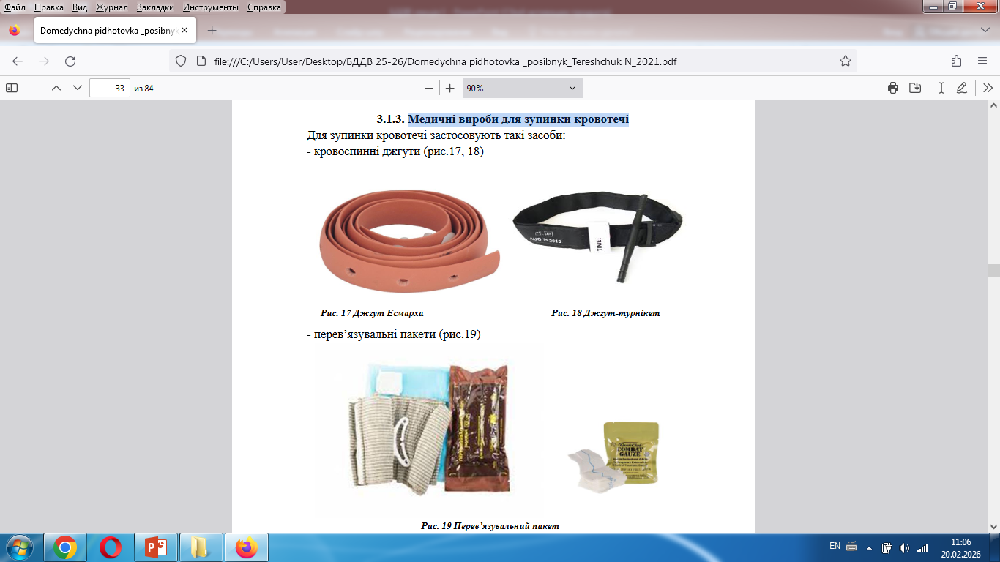 Файл Правка Вид Журнал Закладки Инструменты Справка
Domedychna pidhotovka _posibnyk
file:///C:/Users/User/Desktop/БДДВ 25-26/Domedychna pidhotovka _posibnyk_Tereshchuk N_2021.pdf
33 из 84
90%
3.1.3. Медичні вироби для зупинки кровотечі
Для зупинки кровотечі застосовують такі засоби:
- кровоспинні джгути (рис.17, 18)
AUG 15 2015
TIME:
Рис. 17 Джгут Есмарха
Рис. 18 Джгут-турнікет
- перев’язувальні пакети (рис.19)
COMBAT
GAUZE
Рис. 19 Перев’язувальний пакет
EN
11:06
20.02.2026